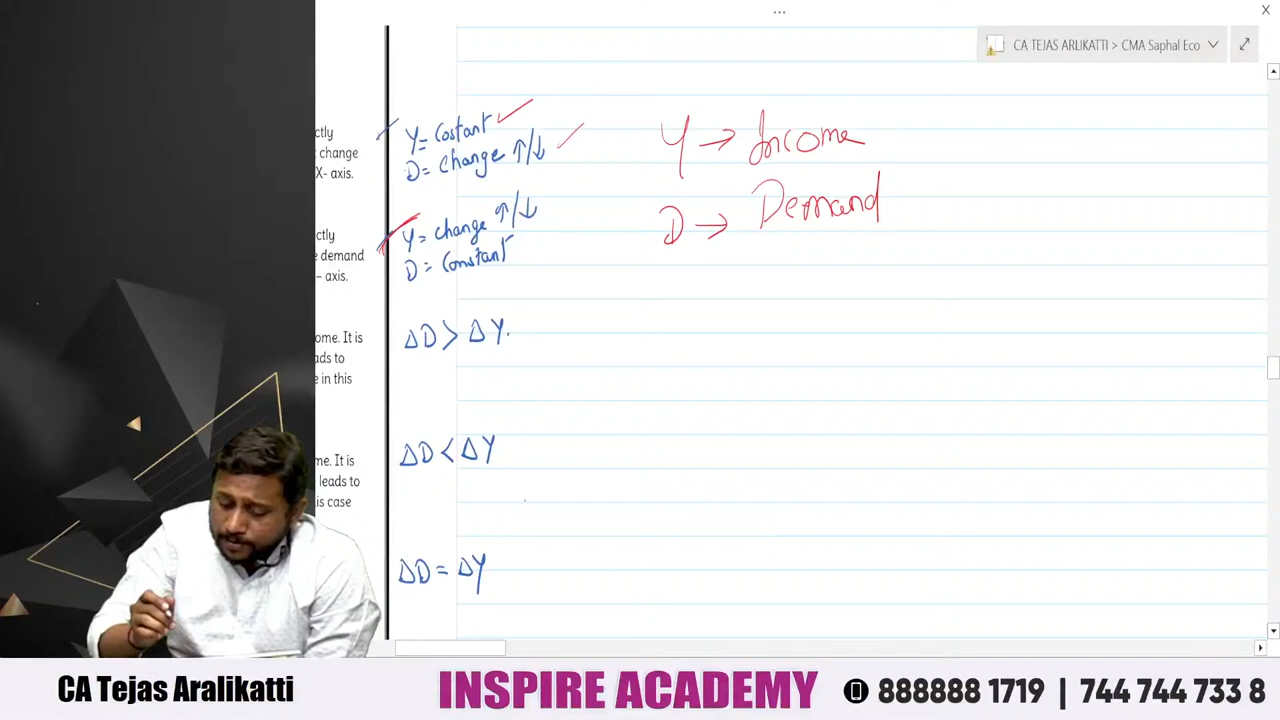 ...
CA TEJAS ARLIKATTI > CMA Saphal Eco
ctly
change
X- axis.
ctly
e demand
– axis.
ome. It is
ads to
e in this
me. It is
leads to
is case
Y = Costant
D = change ↑/↓
Y = change ↑/↓
D = Constant
ΔD > ΔY.
ΔD < ΔY
ΔD = ΔY
Y → Income
D → Demand
CA Tejas Aralikatti
INSPIRE ACADEMY
888888 1719 | 744 744 733 8